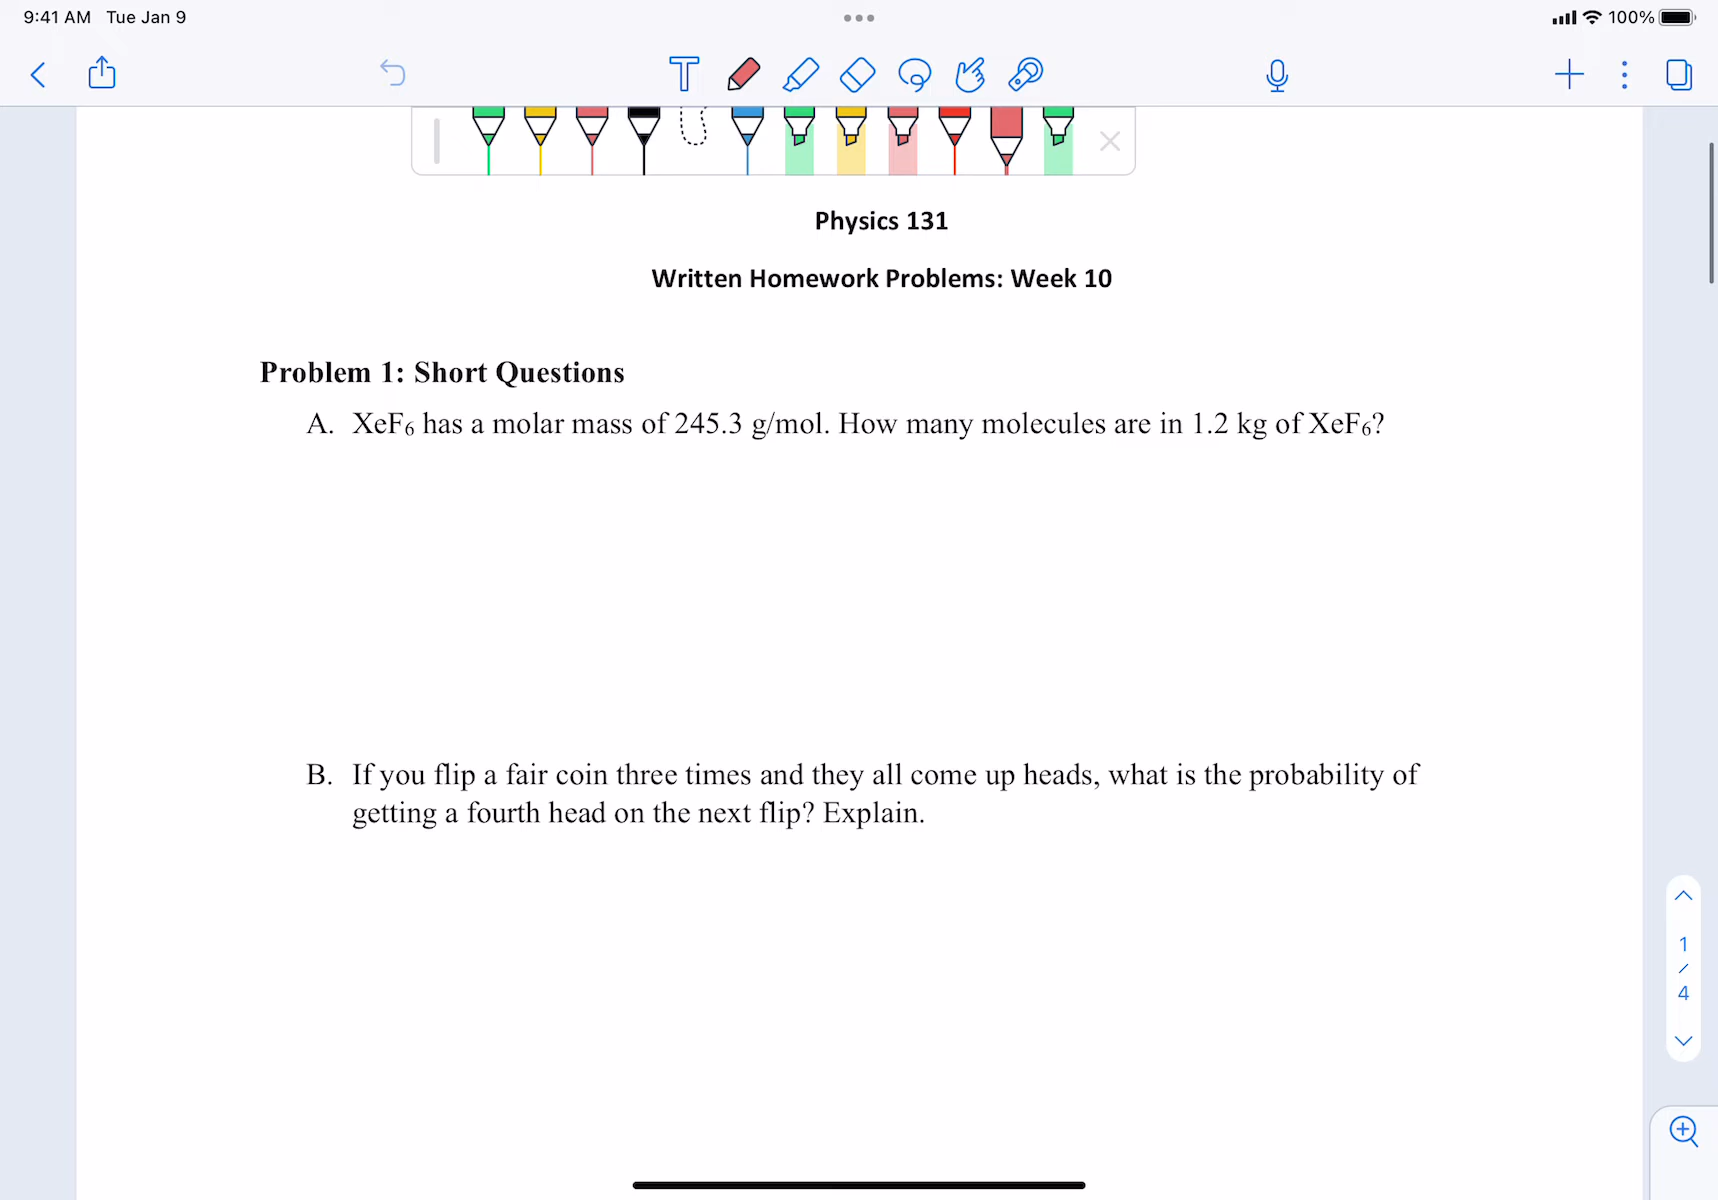 9:41 AM Tue Jan 9
100%
Physics 131
Written Homework Problems: Week 10
Problem 1: Short Questions
A. XeF₆ has a molar mass of 245.3 g/mol. How many molecules are in 1.2 kg of XeF₆?
B. If you flip a fair coin three times and they all come up heads, what is the probability of
getting a fourth head on the next flip? Explain.
1
/
4